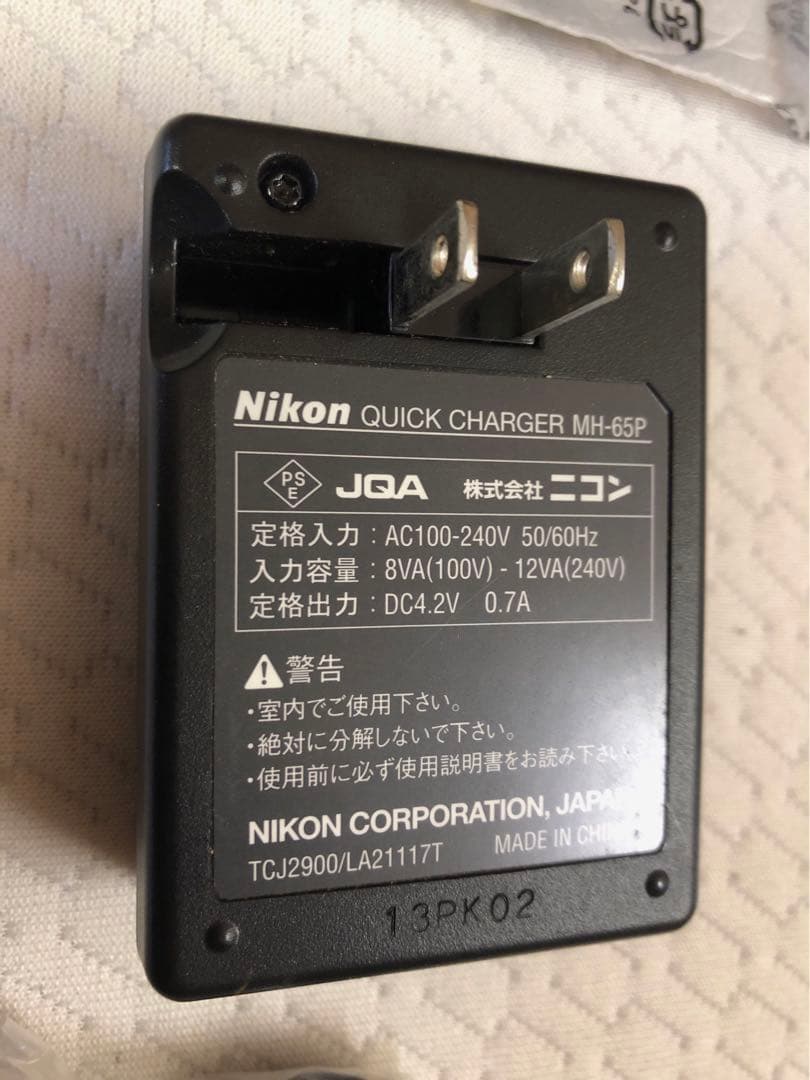 Nikon QUICK CHARGER MH-65P
PS
E
JQA 株式会社 ニコン
定格入力：AC100-240V 50/60Hz
入力容量：8VA(100V) - 12VA(240V)
定格出力：DC4.2V 0.7A
警告
・室内でご使用下さい。
・絶対に分解しないで下さい。
・使用前に必ず使用説明書をお読み下さい。
NIKON CORPORATION, JAPAN
TCJ2900/LA21117T MADE IN CHINA
13PK02